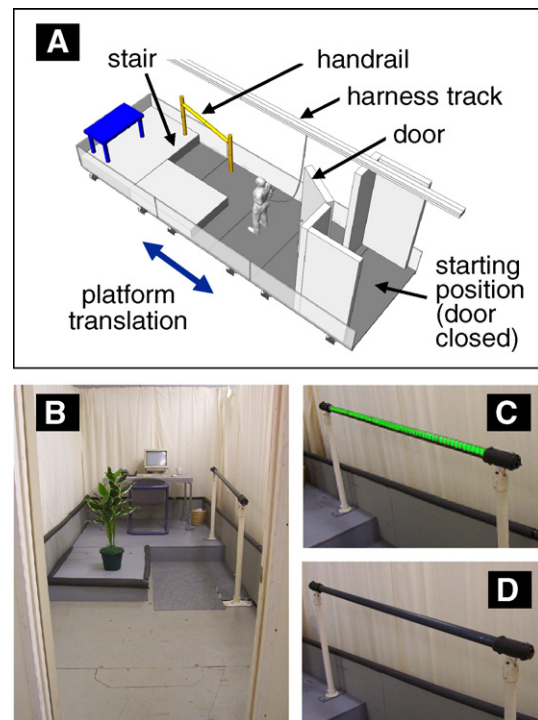 A
stair
handrail
harness track
door
platform
translation
starting
position
(door
closed)
B
C
D